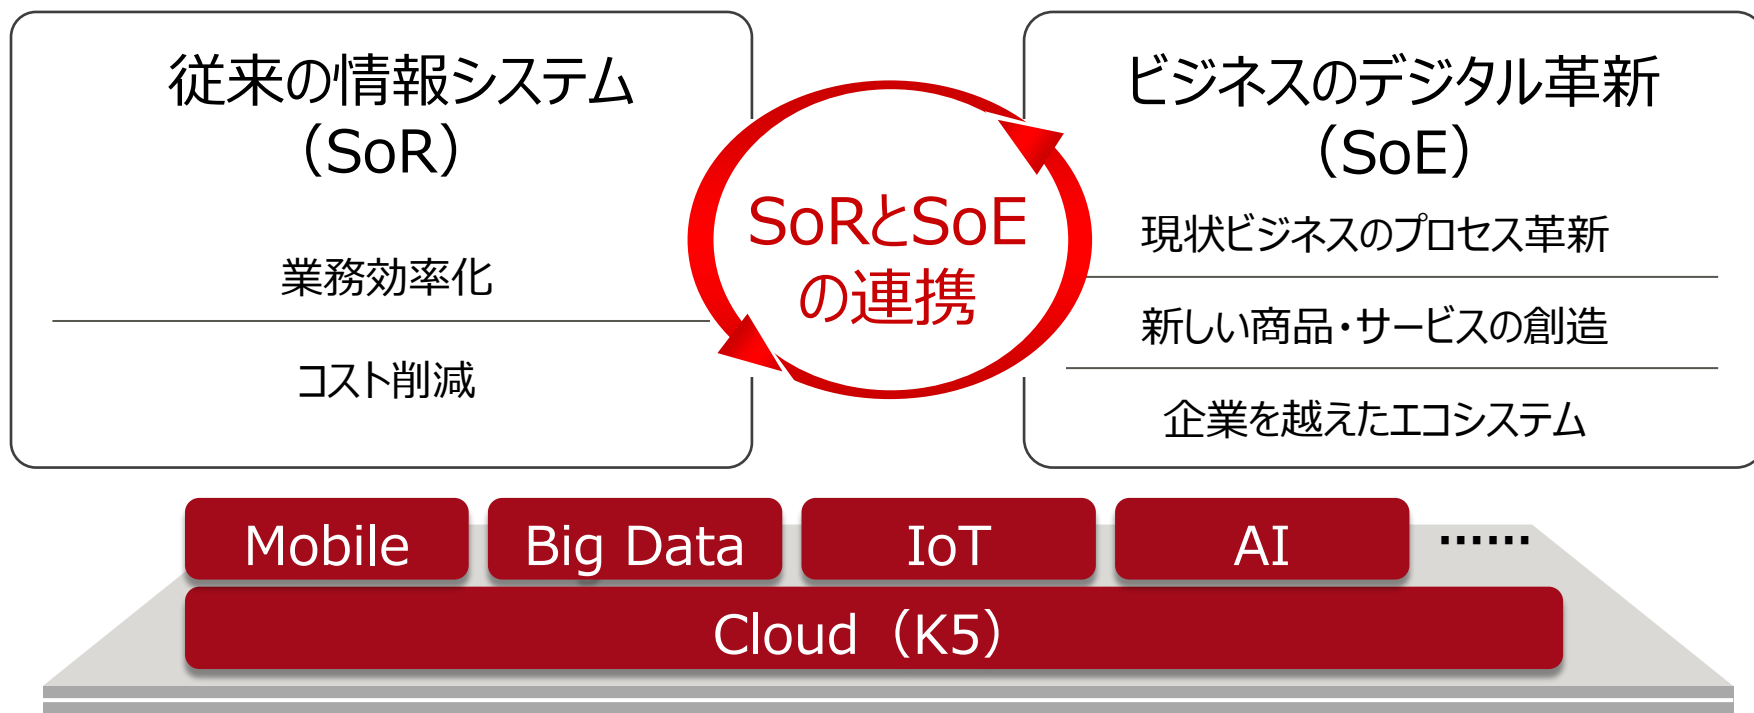 従来の情報システム
（SoR）
業務効率化
コスト削減
SoRとSoE
の連携
ビジネスのデジタル革新
（SoE）
現状ビジネスのプロセス革新
新しい商品・サービスの創造
企業を越えたエコシステム
Mobile
Big Data
IoT
AI
……
Cloud（K5）